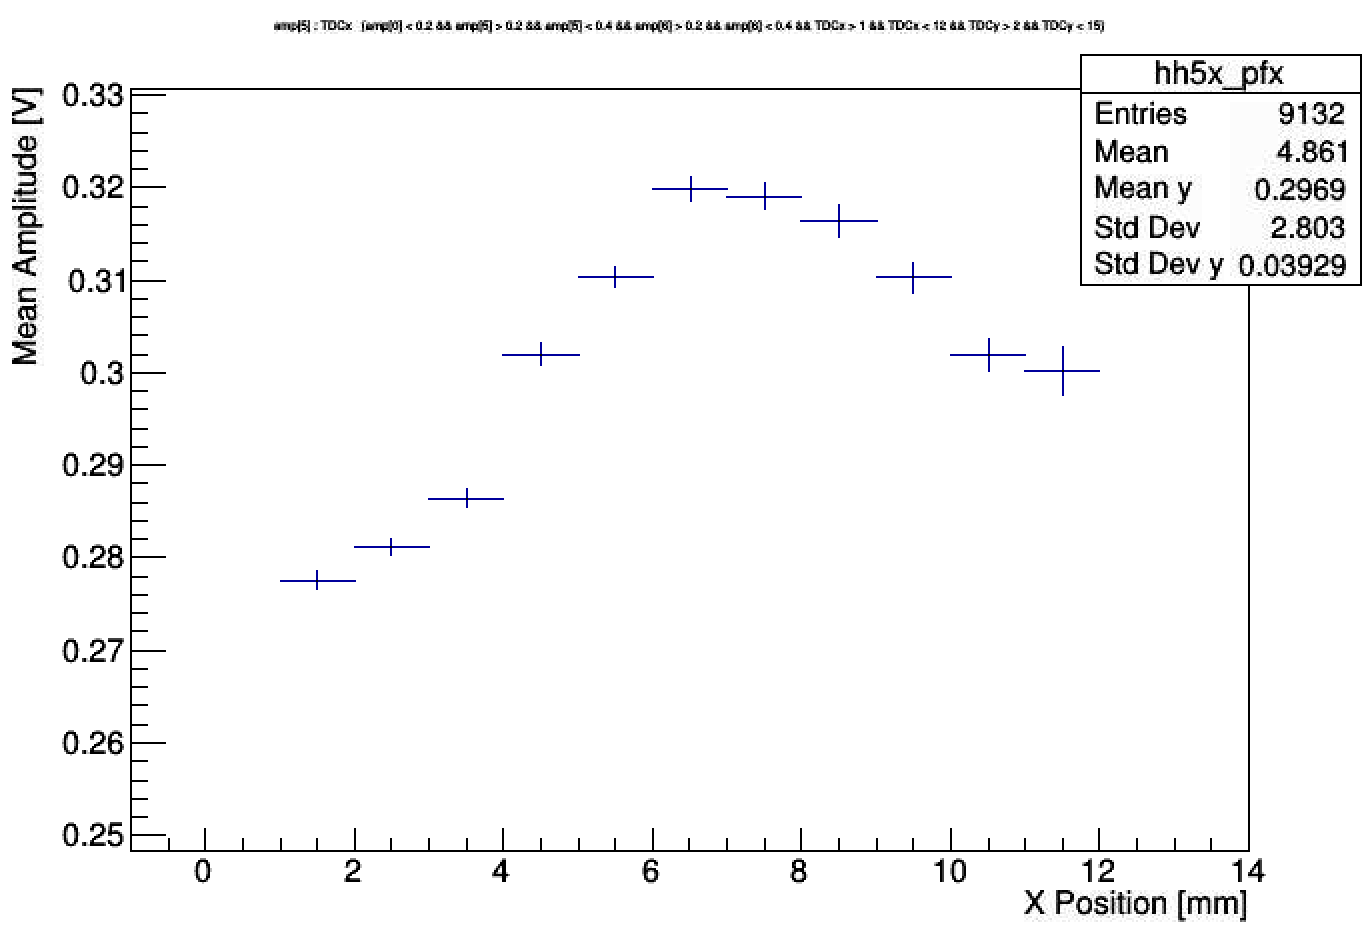 amp[5] : TDCx (amp[0] < 0.2 && amp[5] > 0.2 && amp[5] < 0.4 && amp[6] > 0.2 && amp[6] < 0.4 && TDCx > 1 && TDCx < 12 && TDCy > 2 && TDCy < 15)
hh5x_pfx
Entries 9132
Mean 4.861
Mean y 0.2969
Std Dev 2.803
Std Dev y 0.03929
Mean Amplitude [V]
0.33
0.32
0.31
0.3
0.29
0.28
0.27
0.26
0.25
0 2 4 6 8 10 12 14
X Position [mm]